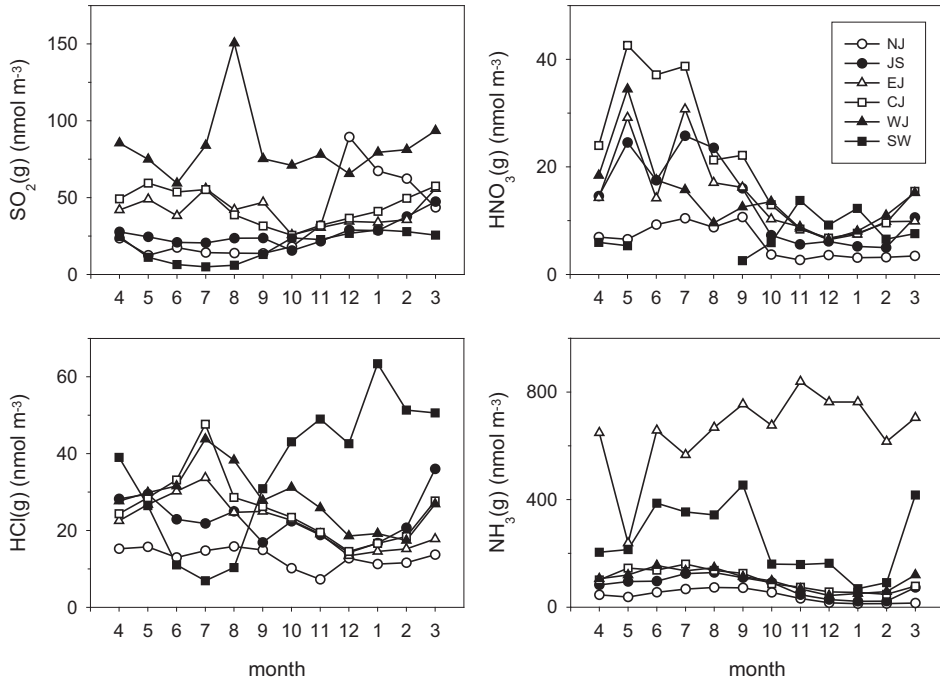 SO2(g) (nmol m-3)
150
100
50
0
4 5 6 7 8 9 10 11 12 1 2 3
HNO3(g) (nmol m-3)
40
20
0
4 5 6 7 8 9 10 11 12 1 2 3
NJ
JS
EJ
CJ
WJ
SW
HCl(g) (nmol m-3)
60
40
20
0
4 5 6 7 8 9 10 11 12 1 2 3
month
NH3(g) (nmol m-3)
800
400
0
4 5 6 7 8 9 10 11 12 1 2 3
month